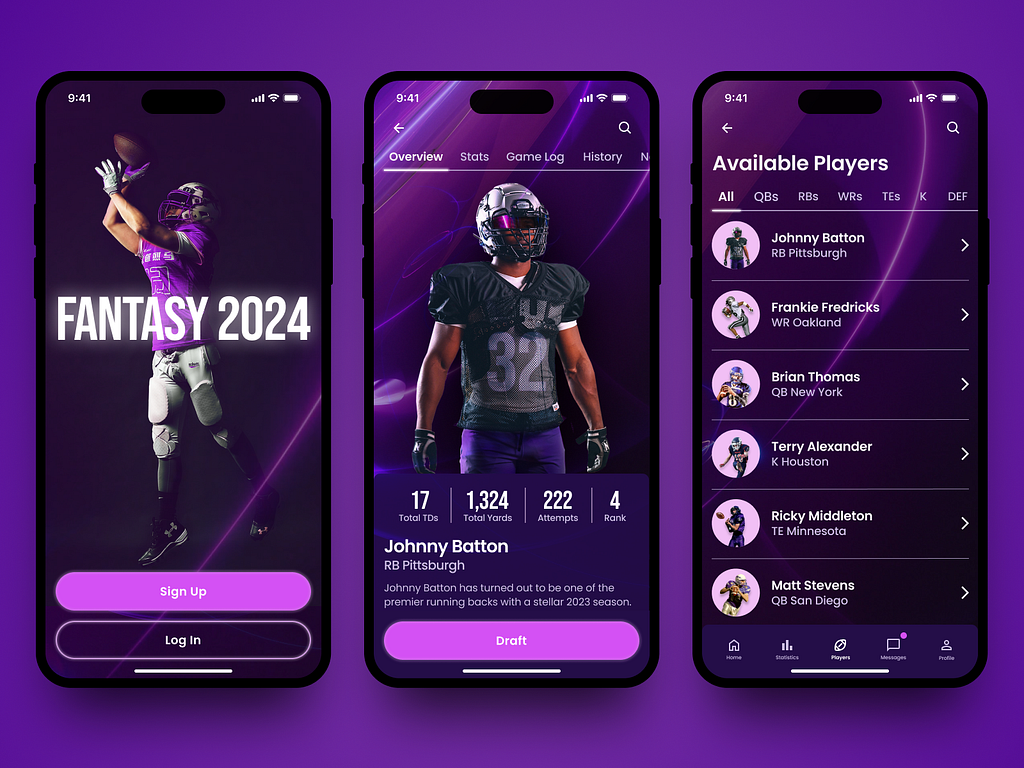 9:41
FANTASY 2024
Sign Up
Log In
9:41
Overview Stats Game Log History
32
17 1,324 222 4
Total TDs Total Yards Attempts Rank
Johnny Batton
RB Pittsburgh
Johnny Batton has turned out to be one of the
premier running backs with a stellar 2023 season.
Draft
9:41
Available Players
All QBs RBs WRs TEs K DEF
Johnny Batton
RB Pittsburgh
Frankie Fredricks
WR Oakland
Brian Thomas
QB New York
Terry Alexander
K Houston
Ricky Middleton
TE Minnesota
Matt Stevens
QB San Diego
Home Statistics Players Messages Profile